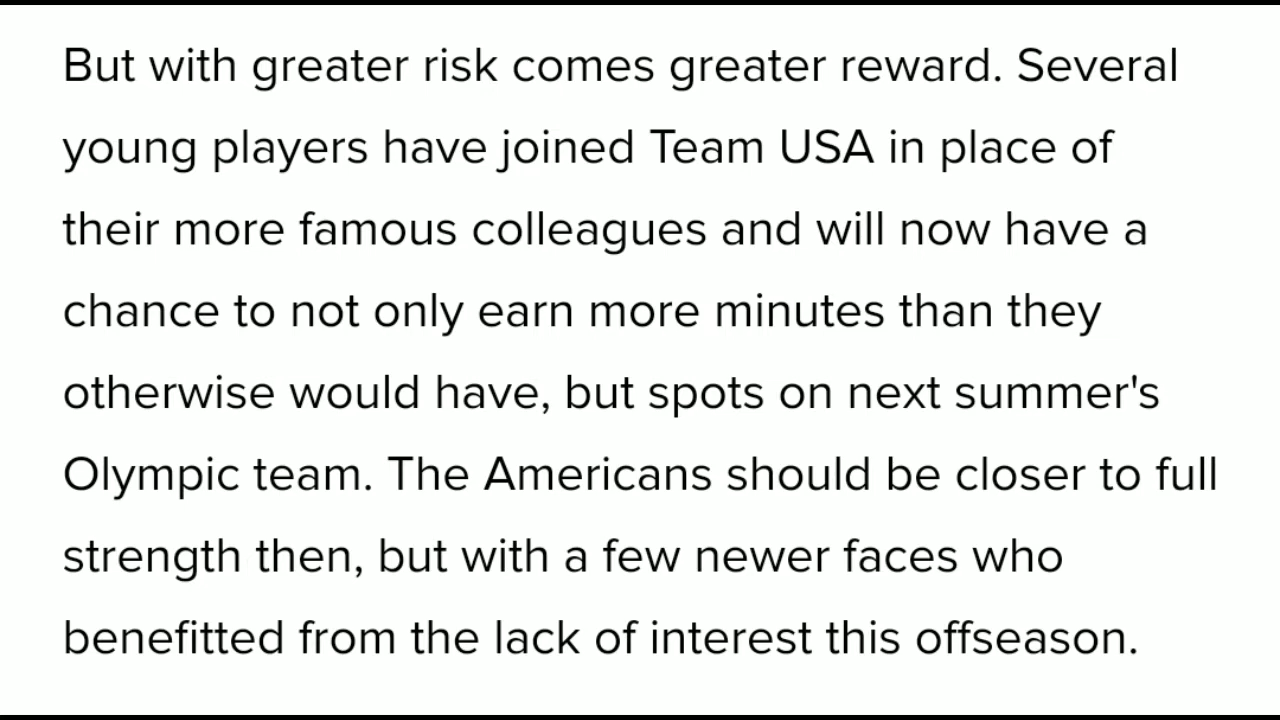 But with greater risk comes greater reward. Several
young players have joined Team USA in place of
their more famous colleagues and will now have a
chance to not only earn more minutes than they
otherwise would have, but spots on next summer's
Olympic team. The Americans should be closer to full
strength then, but with a few newer faces who
benefitted from the lack of interest this offseason.